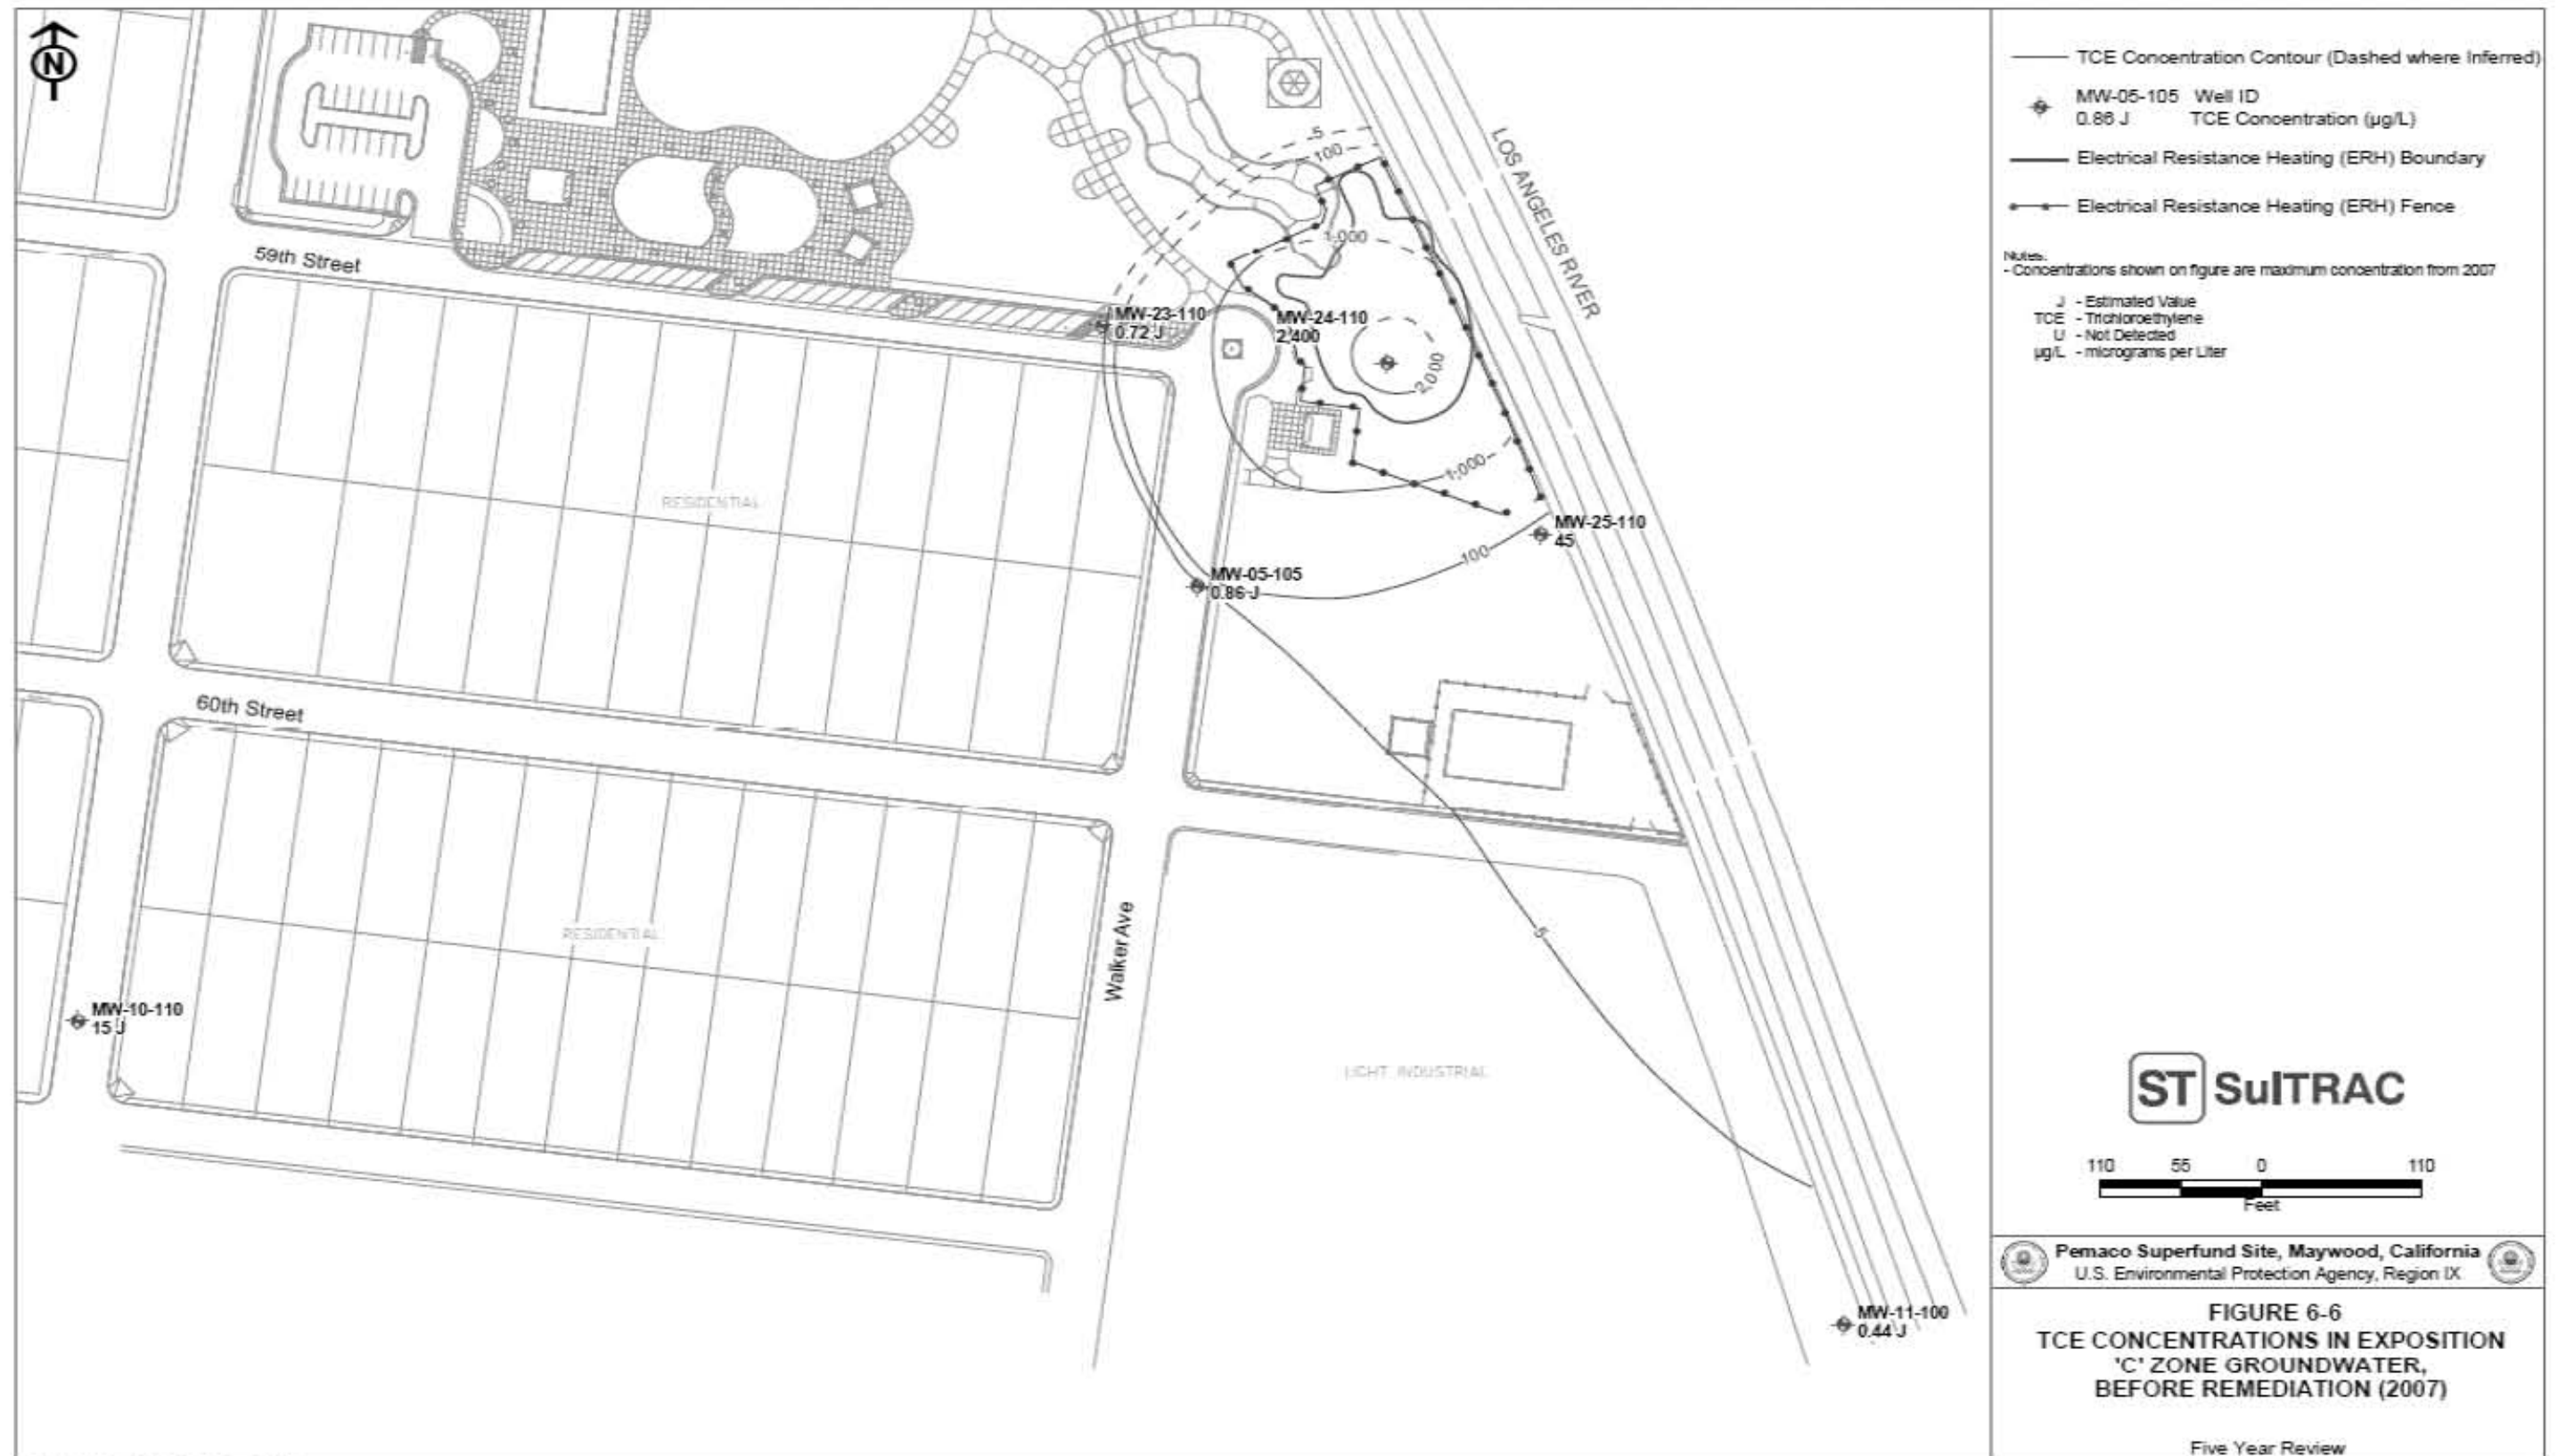 N
59th Street
60th Street
Walker Ave
RESIDENTIAL
RESIDENTIAL
LIGHT INDUSTRIAL
LOS ANGELES RIVER
5
100
1,000
2,000
1,000
100
5
MW-23-110
0.72 J
MW-24-110
2,400
MW-25-110
45
MW-05-105
0.86 J
MW-10-110
15 J
MW-11-100
0.44 J
TCE Concentration Contour (Dashed where Inferred)
MW-05-105 Well ID
0.86 J TCE Concentration (µg/L)
Electrical Resistance Heating (ERH) Boundary
Electrical Resistance Heating (ERH) Fence
Notes:
- Concentrations shown on figure are maximum concentration from 2007
J - Estimated Value
TCE - Trichloroethylene
U - Not Detected
µg/L - micrograms per Liter
ST SulTRAC
110 55 0 110
Feet
Pemaco Superfund Site, Maywood, California
U.S. Environmental Protection Agency, Region IX
FIGURE 6-6
TCE CONCENTRATIONS IN EXPOSITION
'C' ZONE GROUNDWATER,
BEFORE REMEDIATION (2007)
Five Year Review